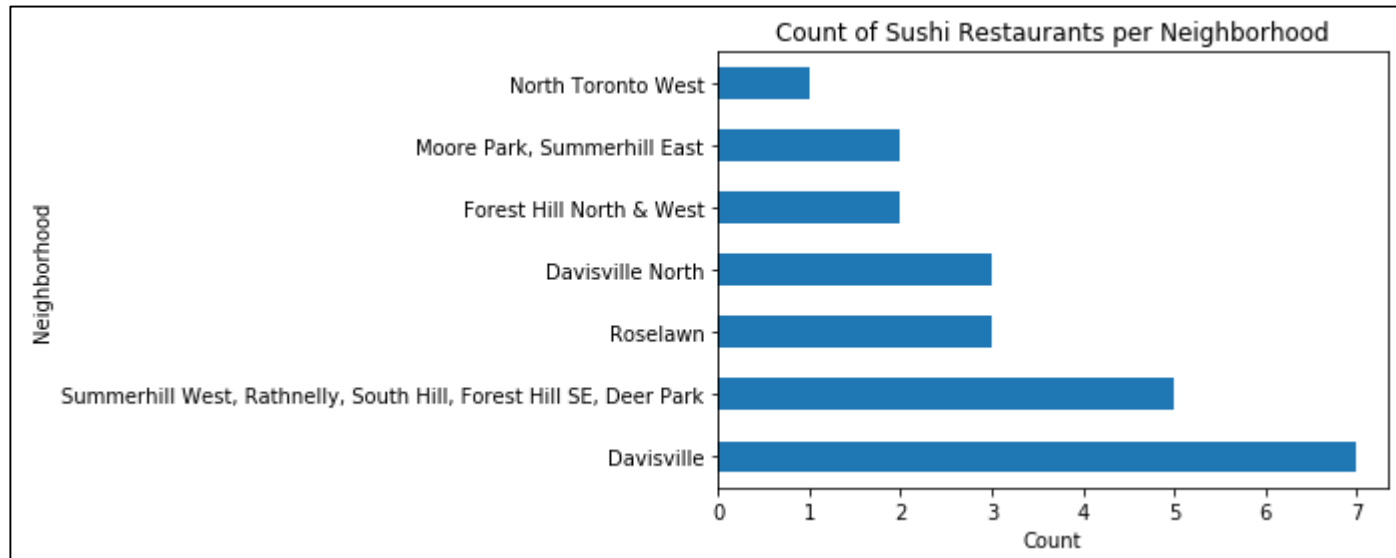 Count of Sushi Restaurants per Neighborhood
North Toronto West
Moore Park, Summerhill East
Forest Hill North & West
Davisville North
Roselawn
Summerhill West, Rathnelly, South Hill, Forest Hill SE, Deer Park
Davisville
Neighborhood
0 1 2 3 4 5 6 7
Count